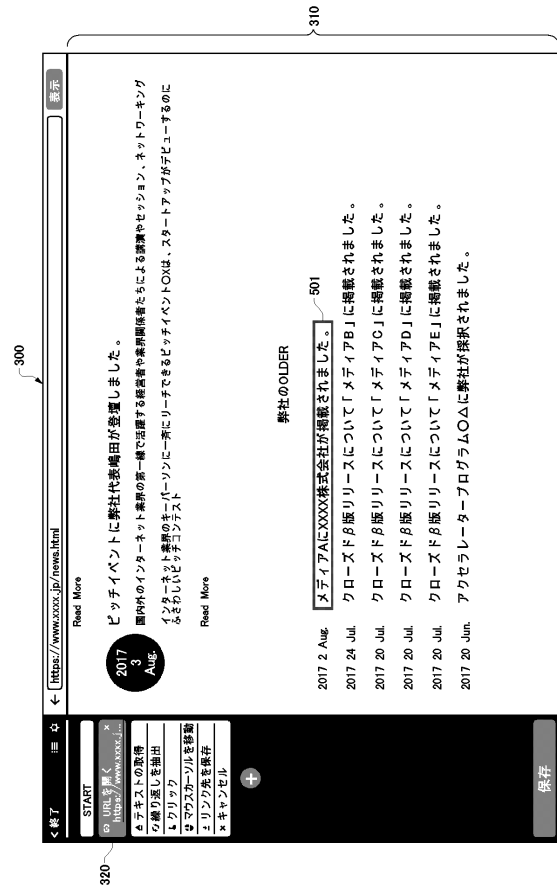 300
310
320
501
< 終了
START
URLを開く ×
https://www.xxxx.j...
テキストの取得
繰り返しを抽出
クリック
マウスカーソルを移動
リンク先を保存
× キャンセル
+
保存
← https://www.xxxx.jp/news.html 表示
Read More
2017
3
Aug.
ピッチイベントに弊社代表嶋田が登壇しました。
国内外のインターネット業界の第一線で活躍する経営者や業界関係者たちによる講演やセッション、ネットワーキング
インターネット業界のキーパーソンに一斉にリーチできるピッチイベント○Xは、スタートアップがデビューするのに
ふさわしいピッチコンテスト
Read More
弊社のOLDER
2017 2 Aug. メディアAにXXXX株式会社が掲載されました。
2017 24 Jul. クローズドβ版リリースについて「メディアB」に掲載されました。
2017 20 Jul. クローズドβ版リリースについて「メディアC」に掲載されました。
2017 20 Jul. クローズドβ版リリースについて「メディアD」に掲載されました。
2017 20 Jul. クローズドβ版リリースについて「メディアE」に掲載されました。
2017 20 Jun. アクセラレータープログラム○△に弊社が採択されました。